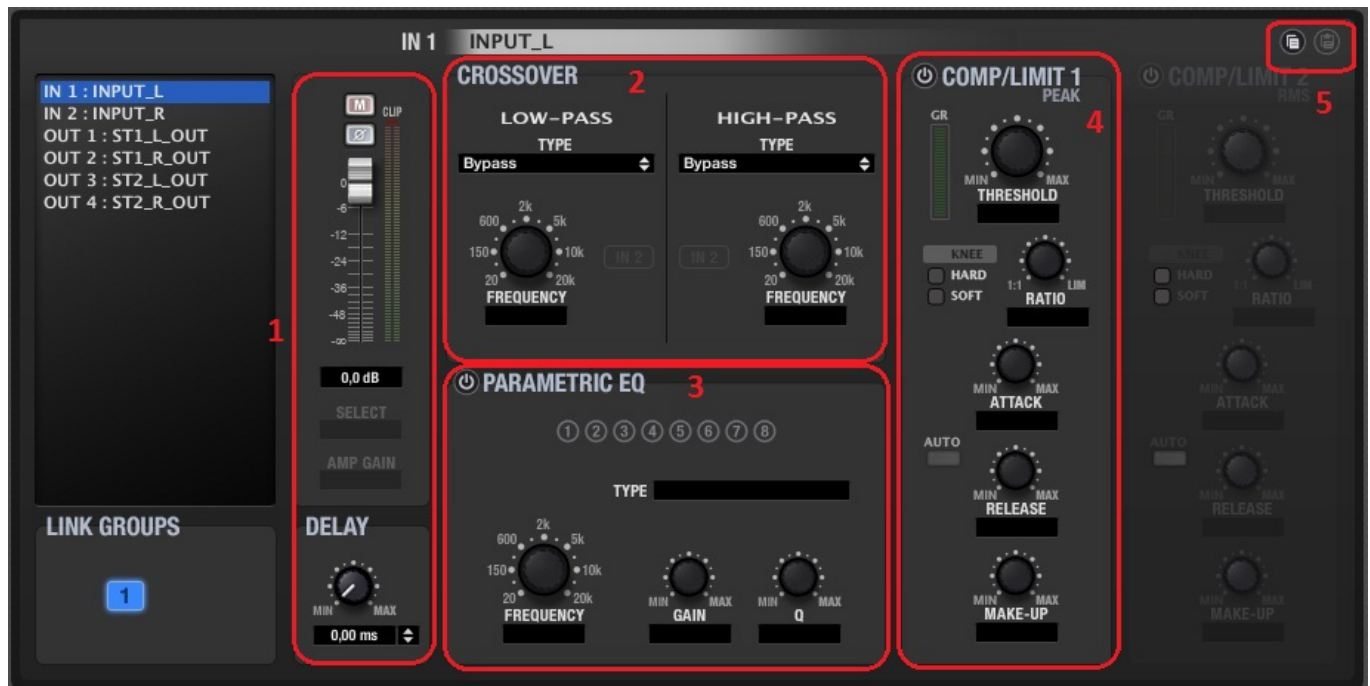 IN 1 INPUT_L
IN 1 : INPUT_L
IN 2 : INPUT_R
OUT 1 : ST1_L_OUT
OUT 2 : ST1_R_OUT
OUT 3 : ST2_L_OUT
OUT 4 : ST2_R_OUT
LINK GROUPS
1
1
M CLIP
Ø
0
-6
-12
-24
-36
-48
-∞
0,0 dB
SELECT
AMP GAIN
DELAY
MIN MAX
0,00 ms
CROSSOVER 2
LOW-PASS
TYPE
Bypass
2k
600 5k
150 10k
20 20k
FREQUENCY
IN 2
HIGH-PASS
TYPE
Bypass
IN 2
2k
600 5k
150 10k
20 20k
FREQUENCY
PARAMETRIC EQ 3
1 2 3 4 5 6 7 8
TYPE
2k
600 5k
150 10k
20 20k
FREQUENCY
MIN MAX
GAIN
MIN MAX
Q
COMP/LIMIT 1
PEAK 4
GR
MIN MAX
THRESHOLD
KNEE
HARD
SOFT
1:1 LIM
RATIO
MIN MAX
ATTACK
AUTO
MIN MAX
RELEASE
MIN MAX
MAKE-UP
5
COMP/LIMIT 2
RMS
GR
MIN MAX
THRESHOLD
KNEE
HARD
SOFT
1:1 LIM
RATIO
MIN MAX
ATTACK
AUTO
MIN MAX
RELEASE
MIN MAX
MAKE-UP